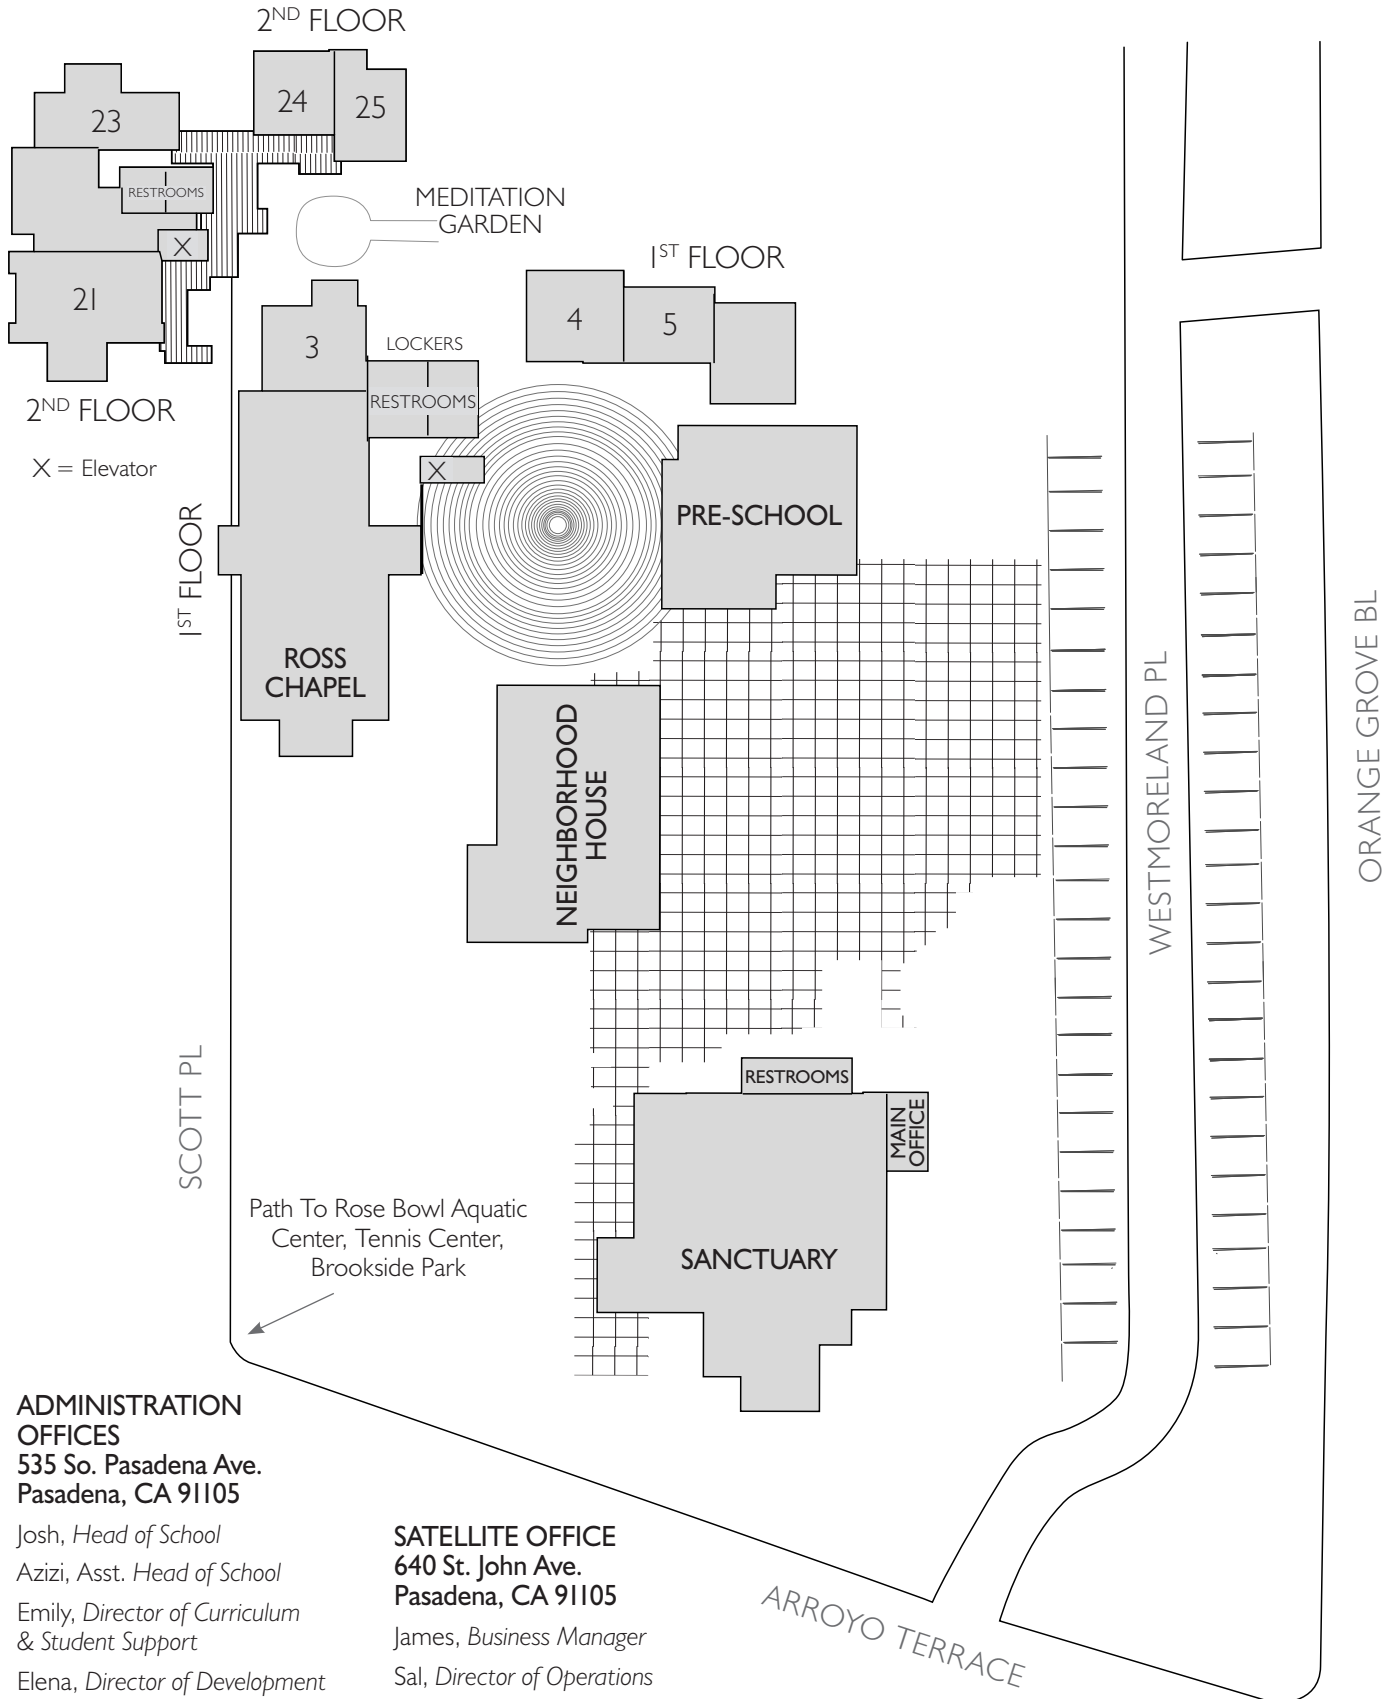 2ND FLOOR
24
25
23
RESTROOMS
MEDITATION
GARDEN
X
1ST FLOOR
21
4
5
3
LOCKERS
RESTROOMS
2ND FLOOR
X = Elevator
X
PRE-SCHOOL
1ST FLOOR
ROSS
CHAPEL
NEIGHBORHOOD
HOUSE
WESTMORELAND PL
ORANGE GROVE BL
SCOTT PL
RESTROOMS
MAIN
OFFICE
Path To Rose Bowl Aquatic
Center, Tennis Center,
Brookside Park
SANCTUARY
ADMINISTRATION
OFFICES
535 So. Pasadena Ave.
Pasadena, CA 91105
Josh, Head of School
Azizi, Asst. Head of School
Emily, Director of Curriculum
& Student Support
Elena, Director of Development
SATELLITE OFFICE
640 St. John Ave.
Pasadena, CA 91105
James, Business Manager
Sal, Director of Operations
ARROYO TERRACE